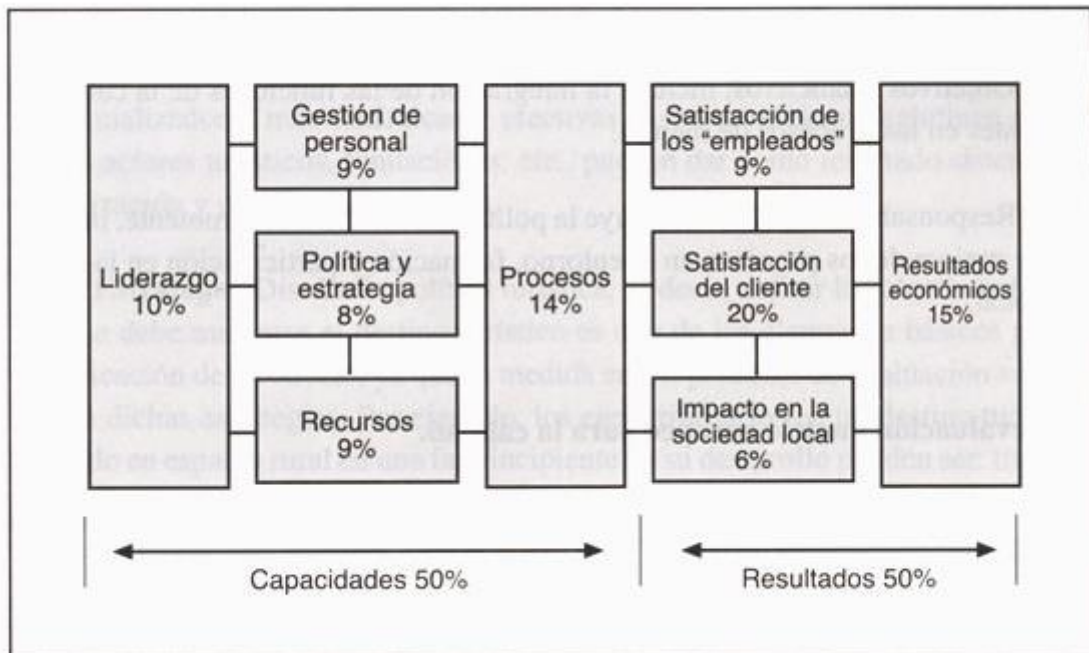 Gestión de
personal
9%
Satisfacción de
los “empleados”
9%
Liderazgo
10%
Política y
estrategia
8%
Procesos
14%
Satisfacción
del cliente
20%
Resultados
económicos
15%
Recursos
9%
Impacto en la
sociedad local
6%
Capacidades 50%
Resultados 50%